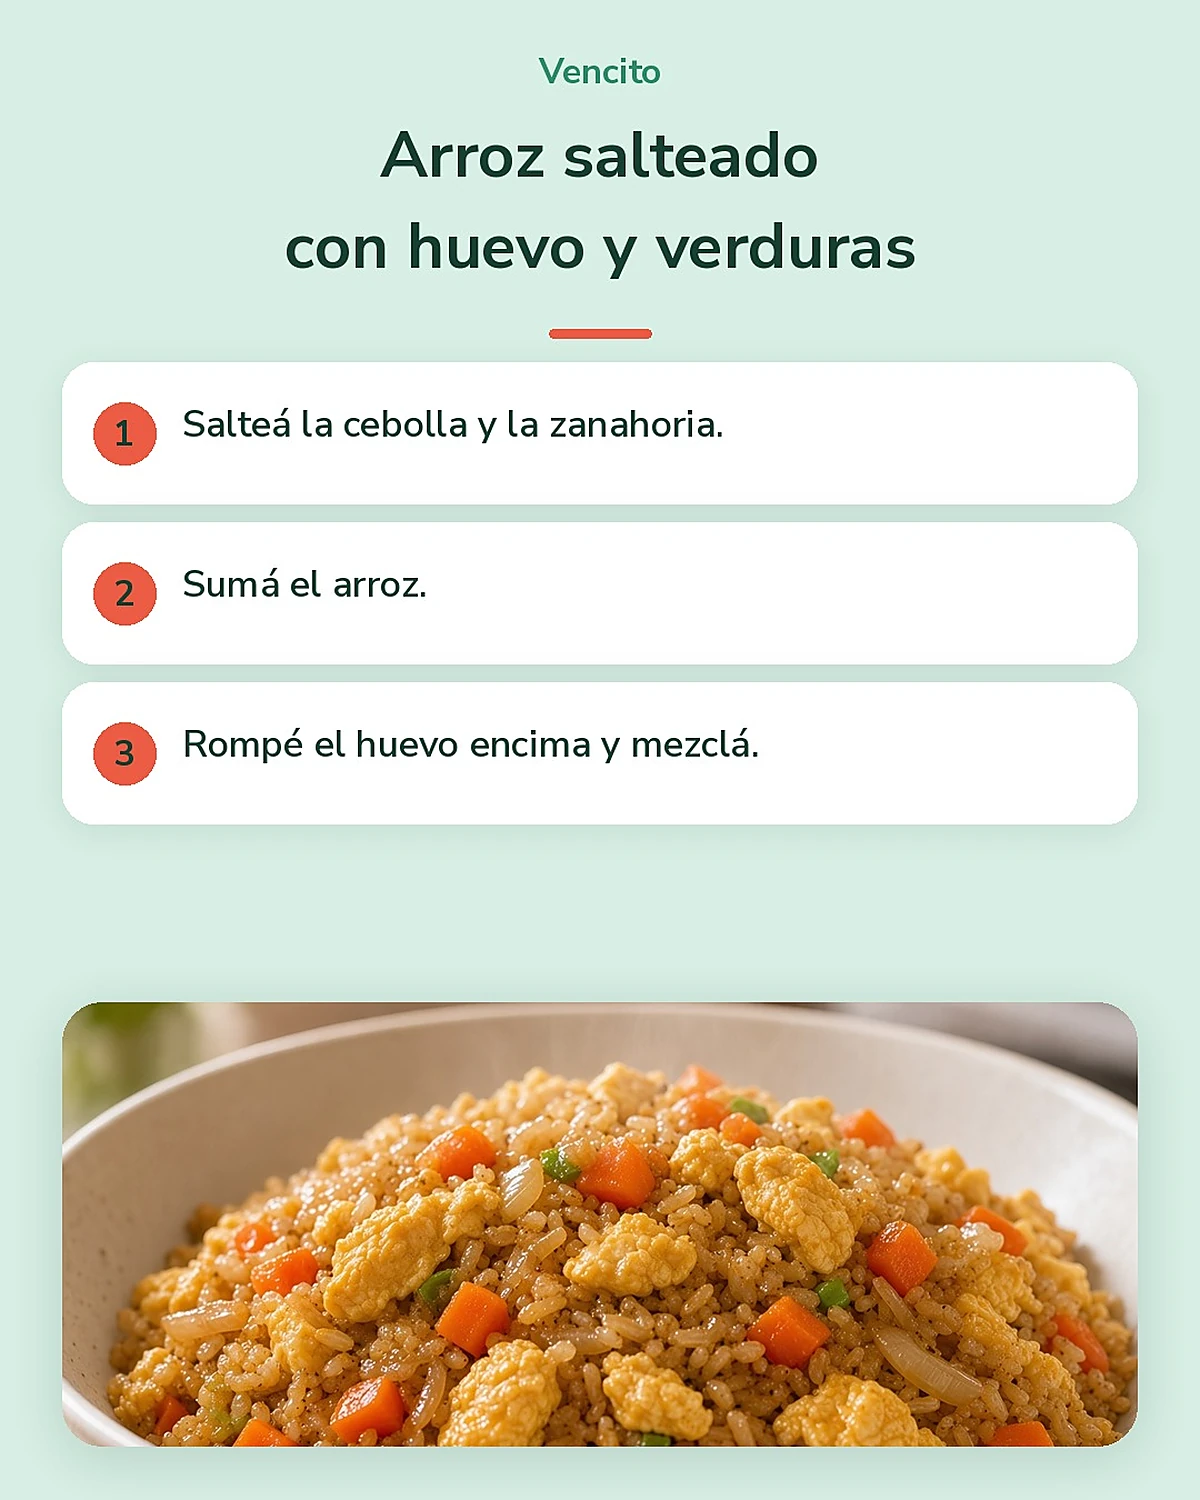 Vencito
Arroz salteado
con huevo y verduras
1 Salteá la cebolla y la zanahoria.
2 Sumá el arroz.
3 Rompé el huevo encima y mezclá.